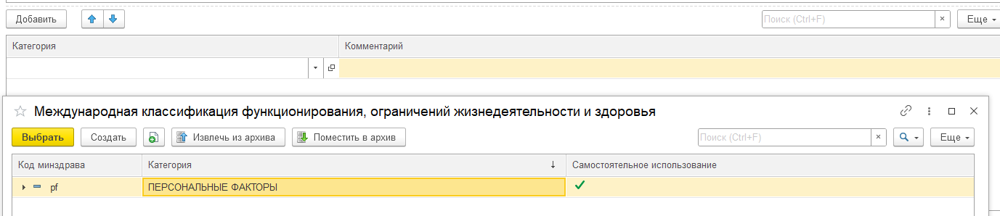 Добавить Поиск (Ctrl+F) × Еще
Категория Комментарий
Международная классификация функционирования, ограничений жизнедеятельности и здоровья
Выбрать Создать Извлечь из архива Поместить в архив Поиск (Ctrl+F) × Еще
Код минздрава Категория ↓ Самостоятельное использование
pf ПЕРСОНАЛЬНЫЕ ФАКТОРЫ